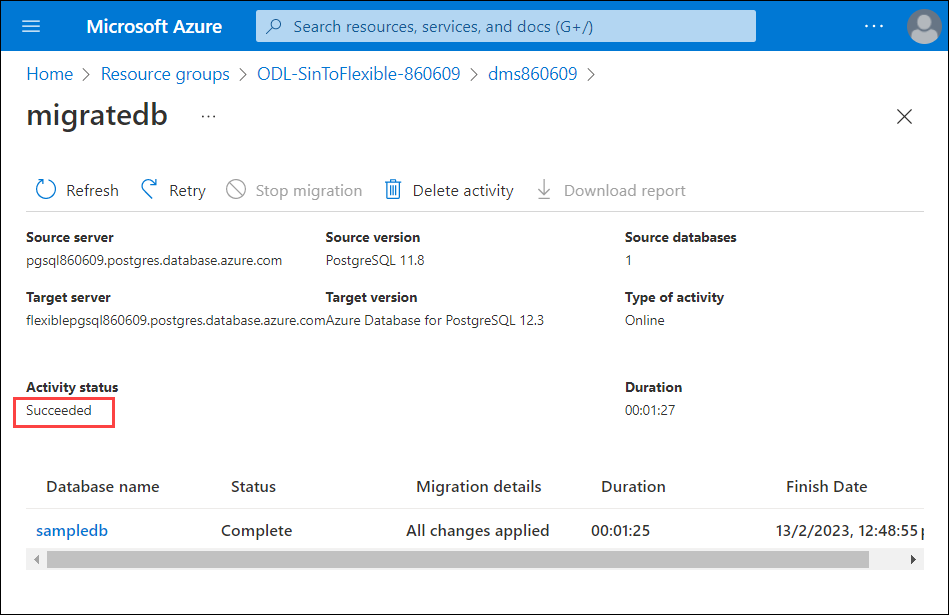 Microsoft Azure
Search resources, services, and docs (G+/)
Home > Resource groups > ODL-SinToFlexible-860609 > dms860609 >
migratedb ...
Refresh Retry Stop migration Delete activity Download report
Source server Source version Source databases
pgsql860609.postgres.database.azure.com PostgreSQL 11.8 1
Target server Target version Type of activity
flexiblepgsql860609.postgres.database.azure.com Azure Database for PostgreSQL 12.3 Online
Activity status Duration
Succeeded 00:01:27
Database name Status Migration details Duration Finish Date
sampledb Complete All changes applied 00:01:25 13/2/2023, 12:48:55